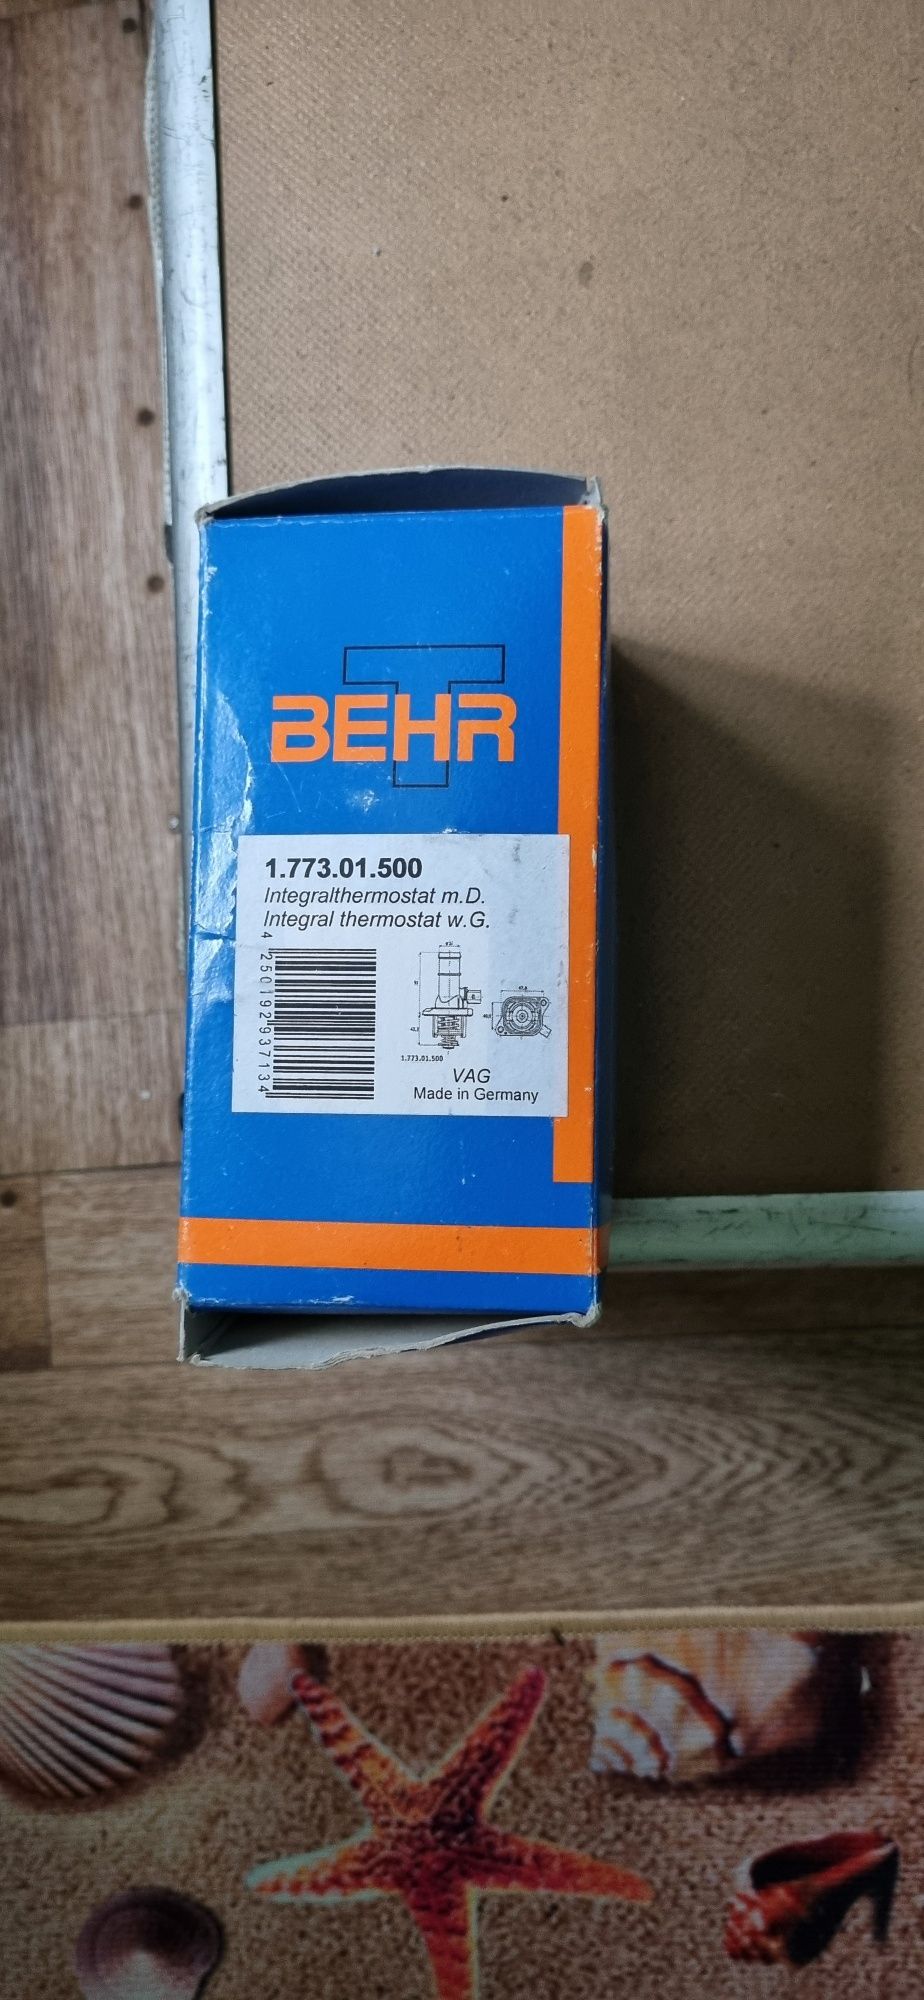 T
BEHR
1.773.01.500
Integralthermostat m.D.
Integral thermostat w.G.
4 250192 937134
1.773.01.500
VAG
Made in Germany